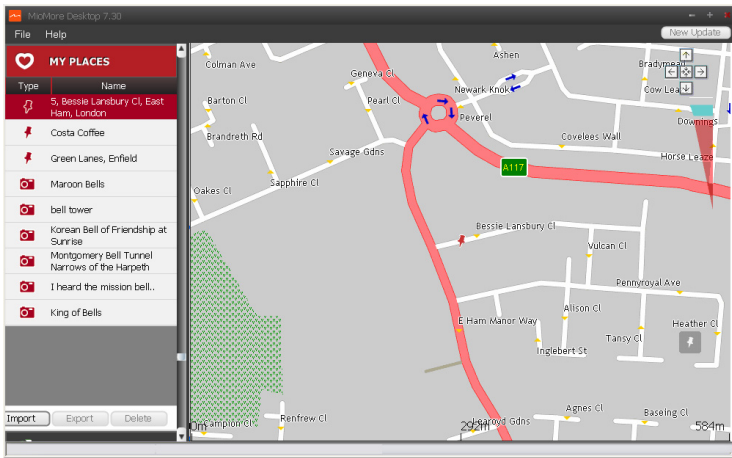 MioMore Desktop 7.30
File Help
New Update
MY PLACES
Type Name
5, Bessie Lansbury Cl, East
Ham, London
Costa Coffee
Green Lanes, Enfield
Maroon Bells
bell tower
Korean Bell of Friendship at
Sunrise
Montgomery Bell Tunnel
Narrows of the Harpeth
I heard the mission bell..
King of Bells
Import Export Delete
Colman Ave
Geneva Cl
Ashen
Newark Knok
Barton Cl
Pearl Cl
Cow Lea
Peverel
Downings
Brandreth Rd
Covelees Wall
Savage Gdns
Horse Leaze
A117
Sapphire Cl
Oakes Cl
Bessie Lansbury Cl
Vulcan Cl
Pennyroyal Ave
Alison Cl
E Ham Manor Way
Heather Cl
Tansy Cl
Inglebert St
Agnes Cl
Baseing Cl
Campion Cl
Renfrew Cl
Gdns
0m
292m
584m